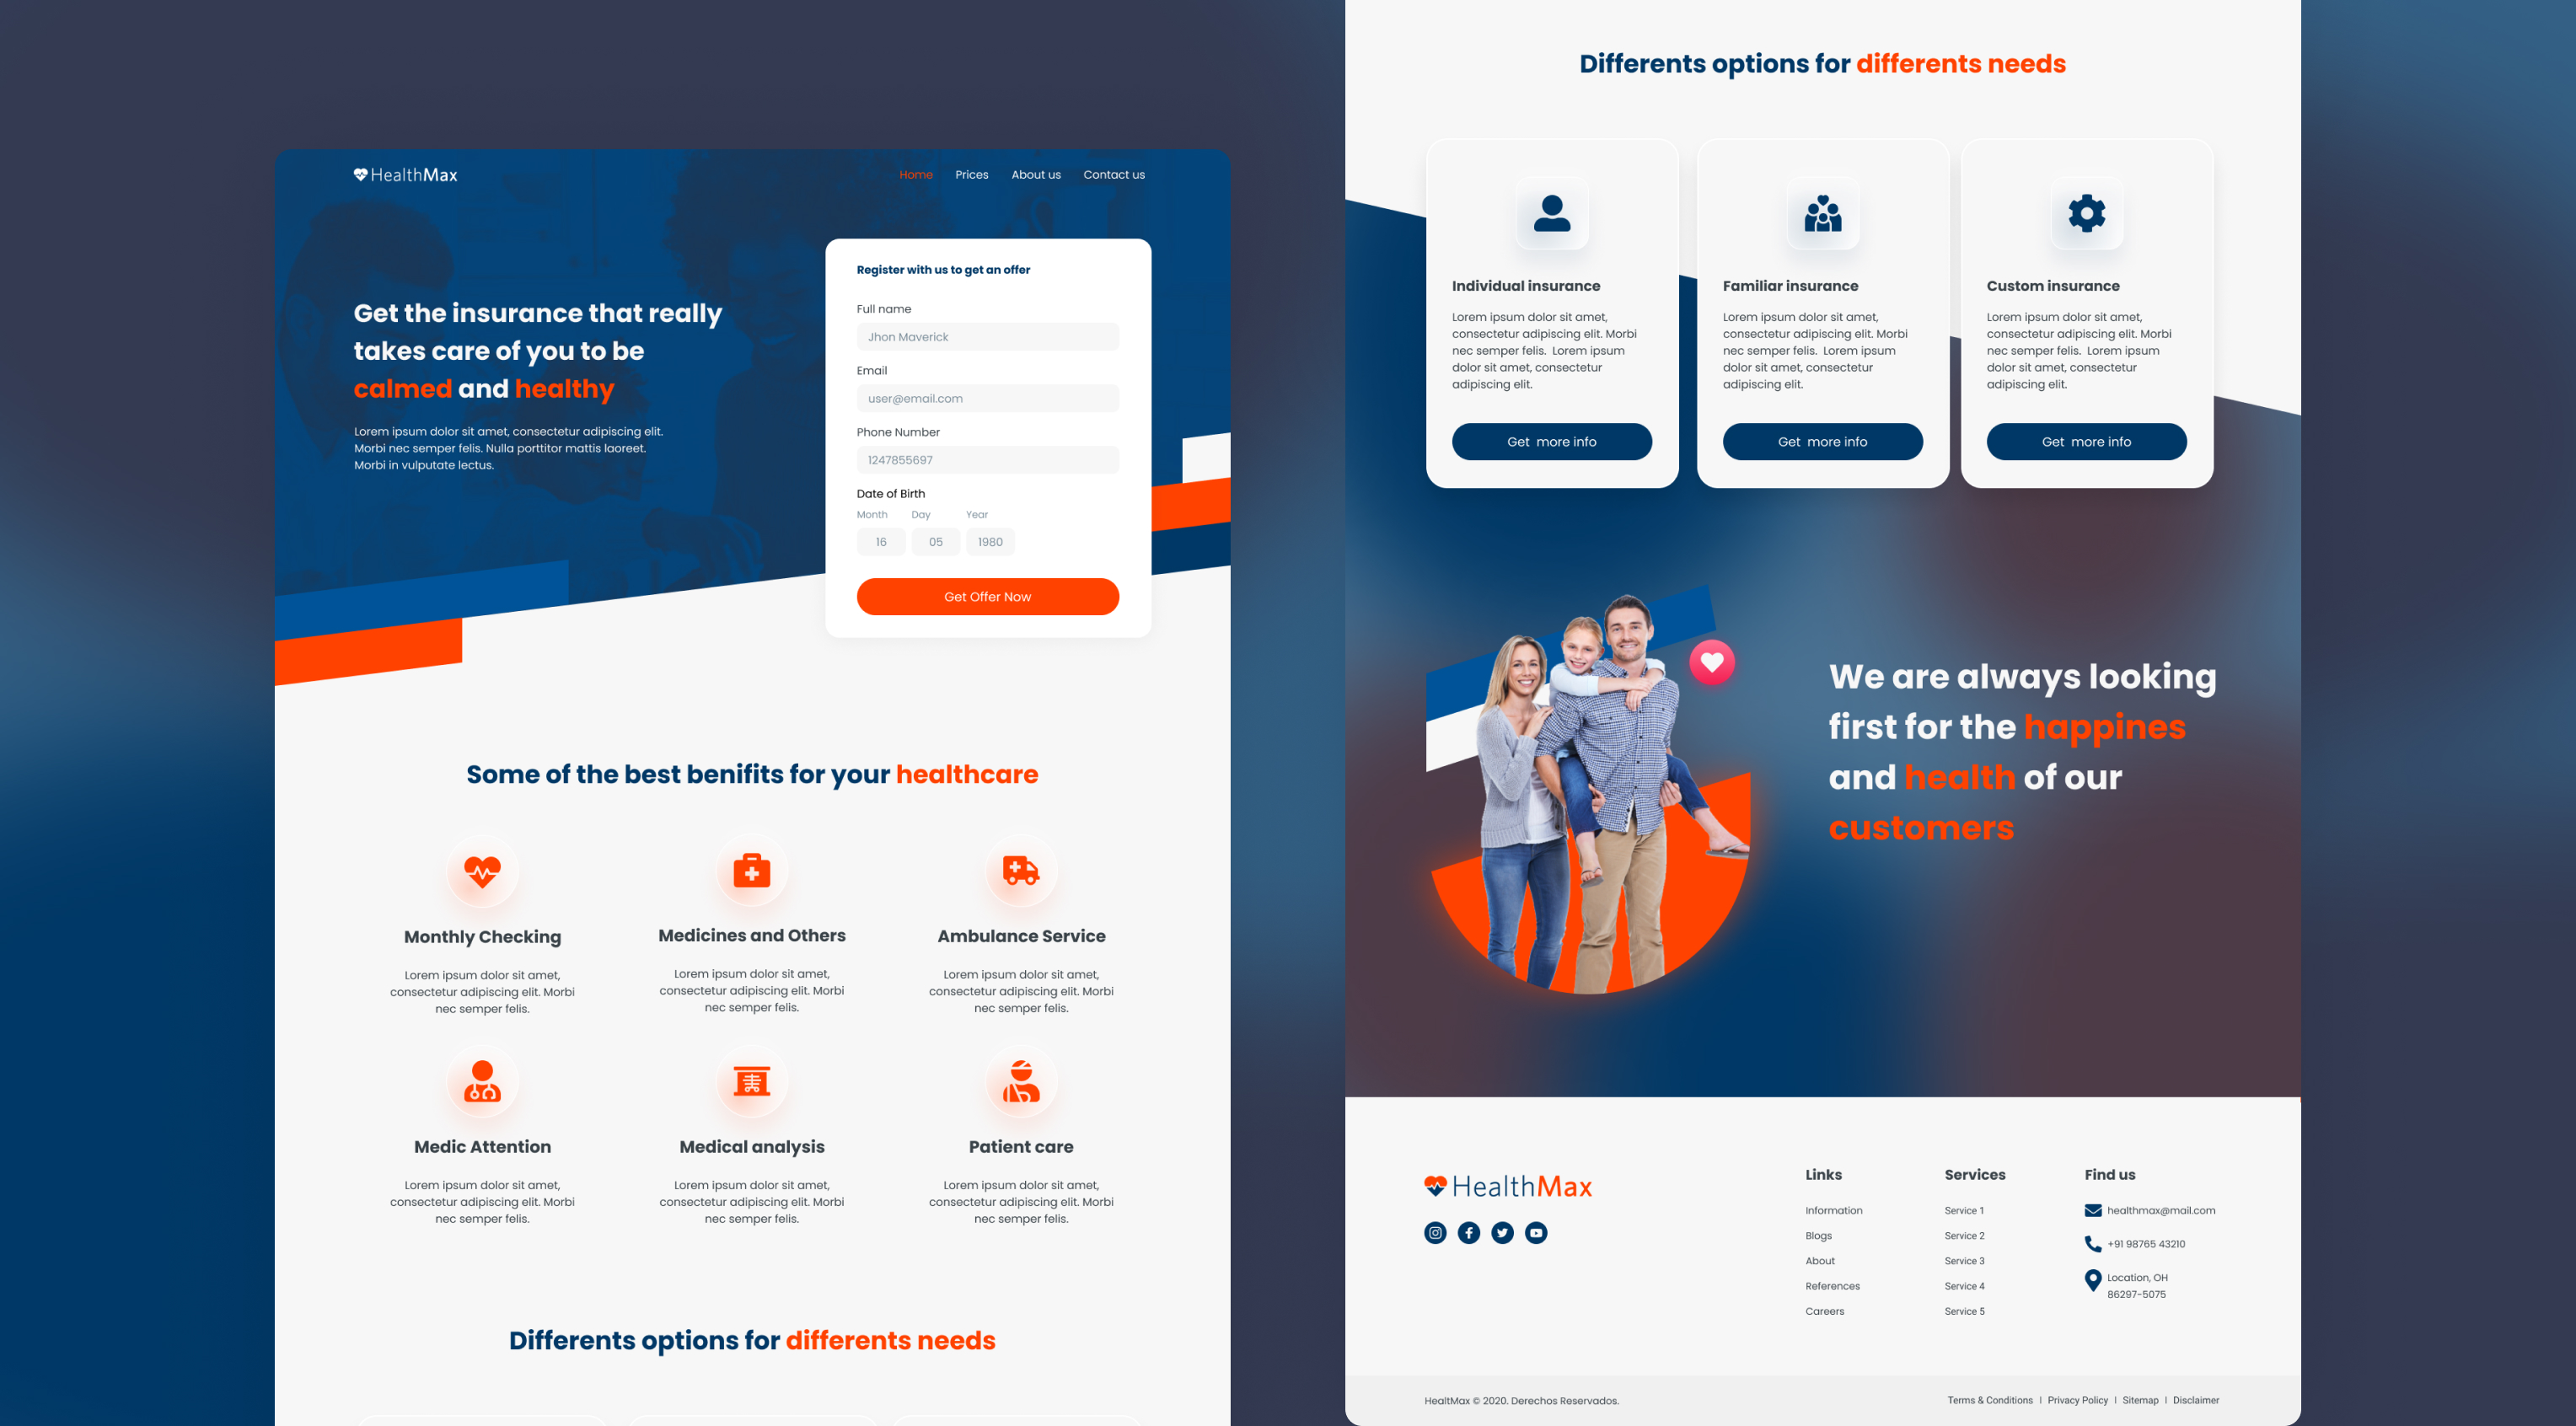 HealthMax
Home Prices About us Contact us
Get the insurance that really
takes care of you to be
calmed and healthy
Lorem ipsum dolor sit amet, consectetur adipiscing elit.
Morbi nec semper felis. Nulla porttitor mattis laoreet.
Morbi in vulputate lectus.
Register with us to get an offer
Full name
Jhon Maverick
Email
user@email.com
Phone Number
1247855697
Date of Birth
Month Day Year
16 05 1980
Get Offer Now
Some of the best benifits for your healthcare
Monthly Checking
Lorem ipsum dolor sit amet,
consectetur adipiscing elit. Morbi
nec semper felis.
Medicines and Others
Lorem ipsum dolor sit amet,
consectetur adipiscing elit. Morbi
nec semper felis.
Ambulance Service
Lorem ipsum dolor sit amet,
consectetur adipiscing elit. Morbi
nec semper felis.
Medic Attention
Lorem ipsum dolor sit amet,
consectetur adipiscing elit. Morbi
nec semper felis.
Medical analysis
Lorem ipsum dolor sit amet,
consectetur adipiscing elit. Morbi
nec semper felis.
Patient care
Lorem ipsum dolor sit amet,
consectetur adipiscing elit. Morbi
nec semper felis.
Differents options for differents needs
Differents options for differents needs
Individual insurance
Lorem ipsum dolor sit amet,
consectetur adipiscing elit. Morbi
nec semper felis. Lorem ipsum
dolor sit amet, consectetur
adipiscing elit.
Get more info
Familiar insurance
Lorem ipsum dolor sit amet,
consectetur adipiscing elit. Morbi
nec semper felis. Lorem ipsum
dolor sit amet, consectetur
adipiscing elit.
Get more info
Custom insurance
Lorem ipsum dolor sit amet,
consectetur adipiscing elit. Morbi
nec semper felis. Lorem ipsum
dolor sit amet, consectetur
adipiscing elit.
Get more info
We are always looking
first for the happines
and health of our
customers
HealthMax
Links
Information
Blogs
About
References
Careers
Services
Service 1
Service 2
Service 3
Service 4
Service 5
Find us
healthmax@mail.com
+91 98765 43210
Location, OH
86297-5075
HealtMax © 2020. Derechos Reservados.
Terms & Conditions | Privacy Policy | Sitemap | Disclaimer